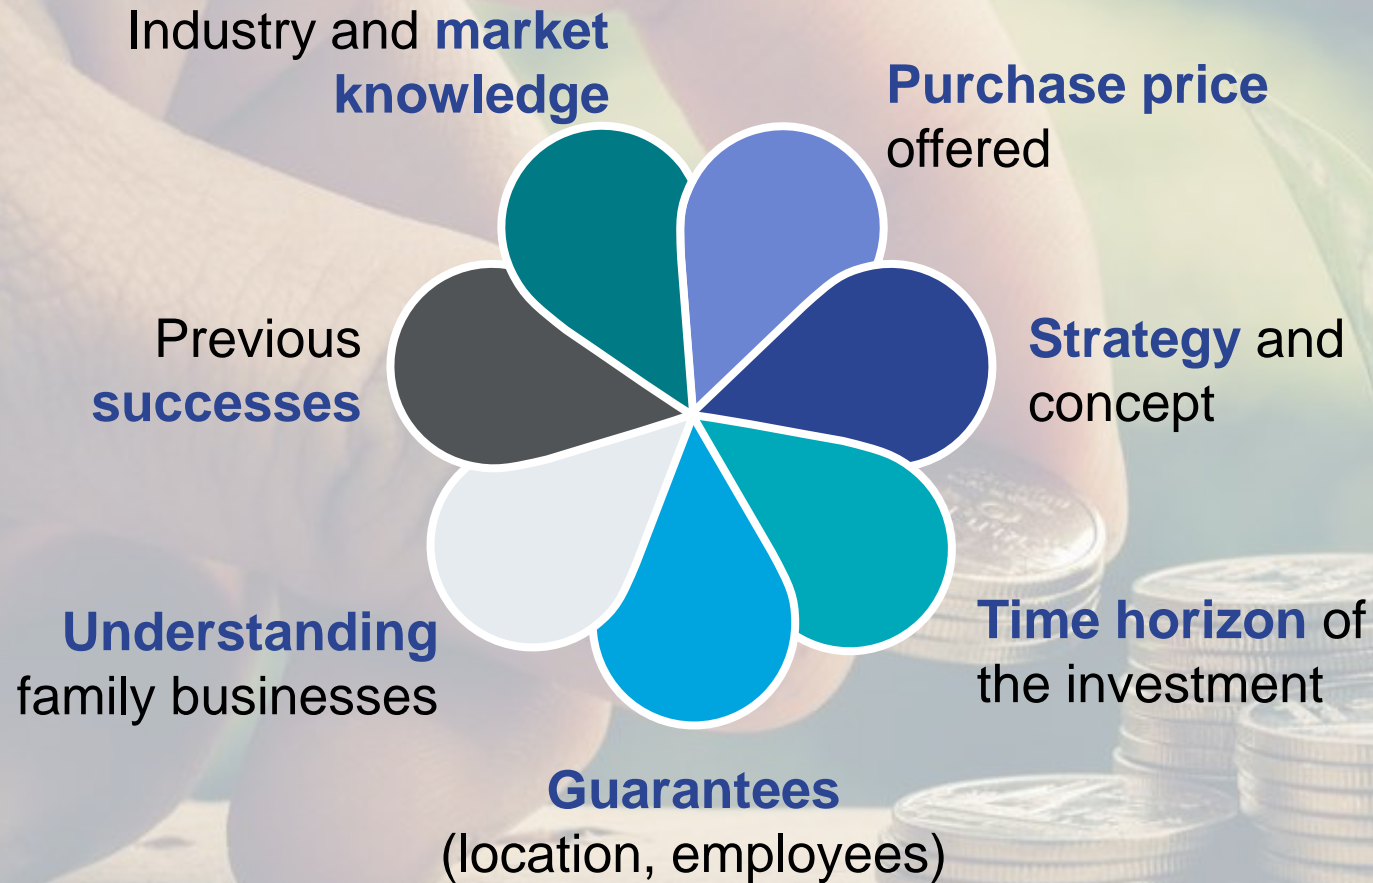 Industry and market
knowledge
Purchase price
offered
Strategy and
concept
Time horizon of
the investment
Guarantees
(location, employees)
Understanding
family businesses
Previous
successes